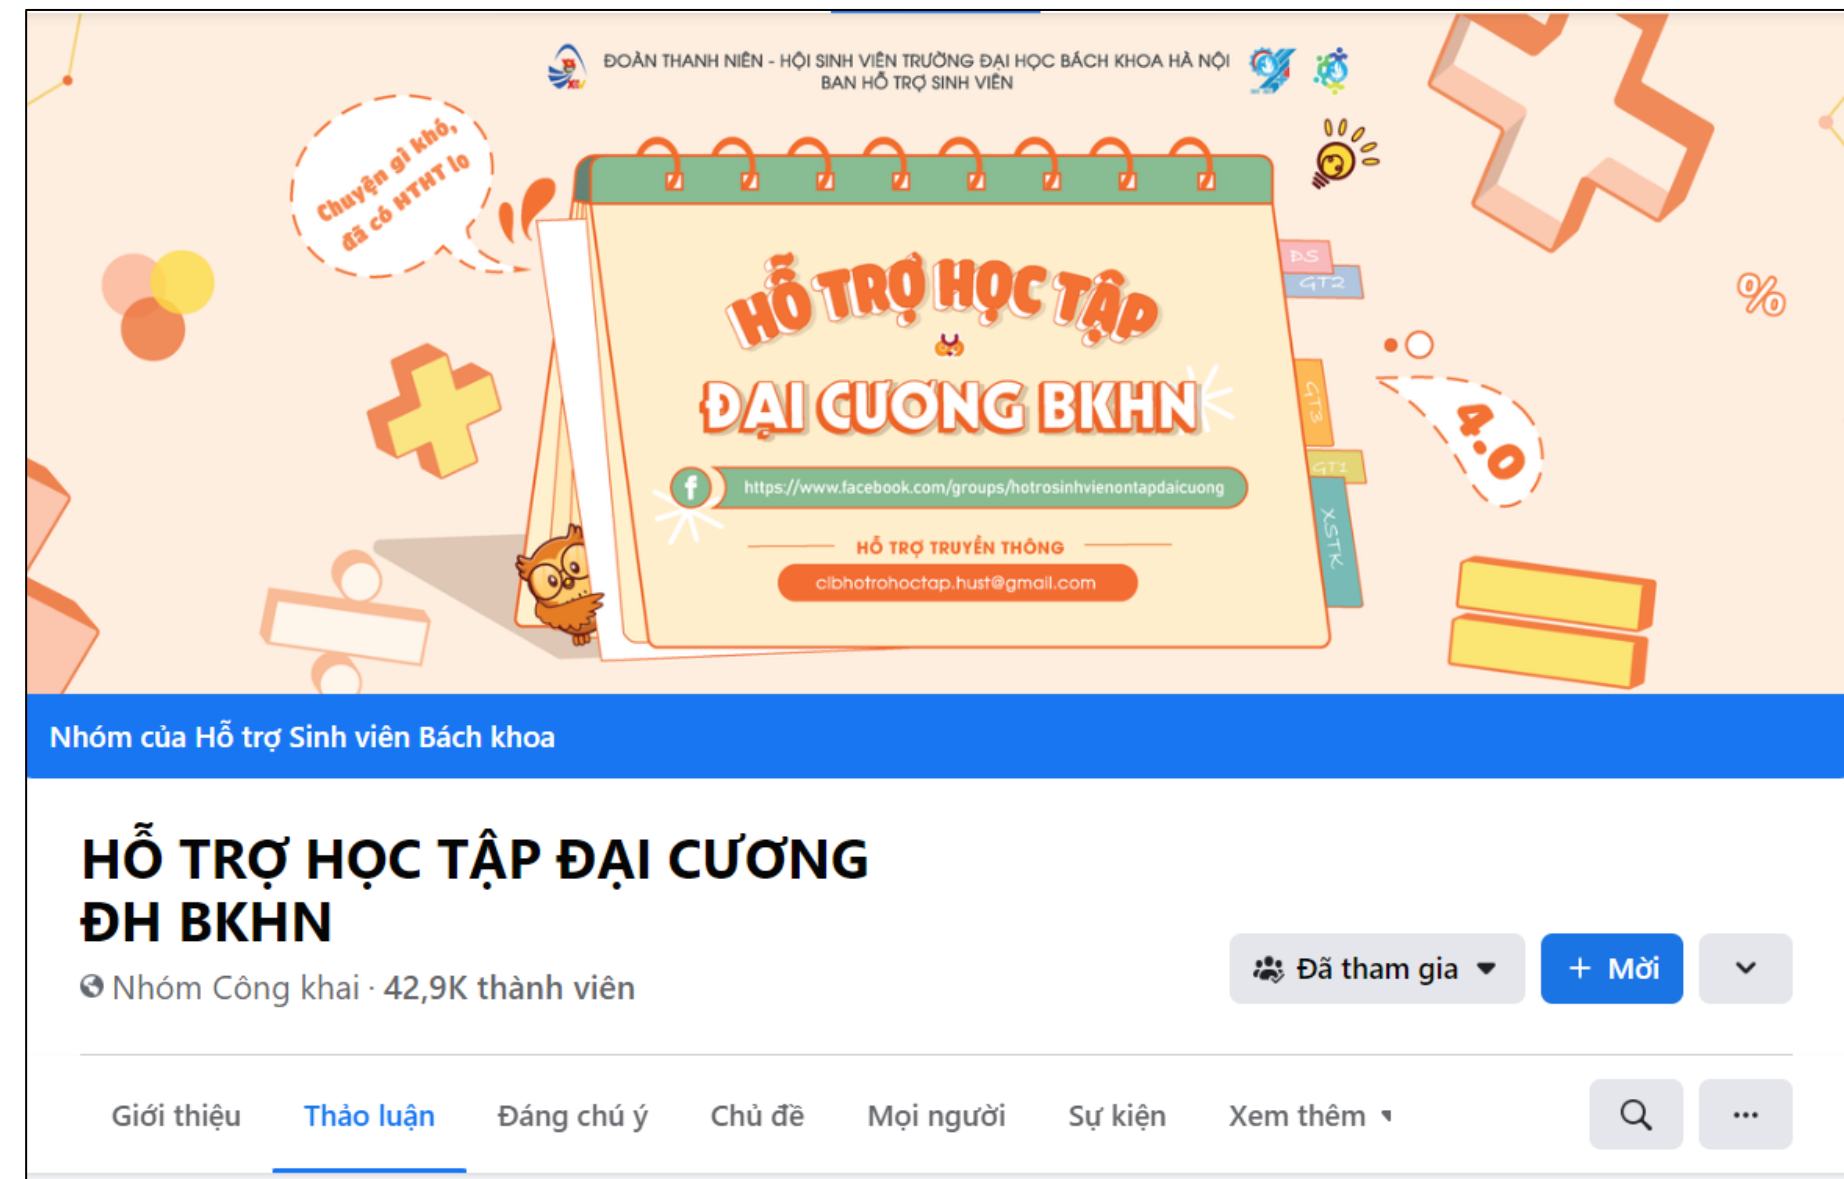 ĐOÀN THANH NIÊN - HỘI SINH VIÊN TRƯỜNG ĐẠI HỌC BÁCH KHOA HÀ NỘI
BAN HỖ TRỢ SINH VIÊN
Chuyện gì khó,
đã có HTHT lo
HỖ TRỢ HỌC TẬP
ĐẠI CƯƠNG BKHN
https://www.facebook.com/groups/hotrosinhvienontapdaicuong
HỖ TRỢ TRUYỀN THÔNG
clbhotrohoctap.hust@gmail.com
ĐS
GT2
GT3
GT1
XSTK
%
4.0
Nhóm của Hỗ trợ Sinh viên Bách khoa
HỖ TRỢ HỌC TẬP ĐẠI CƯƠNG
ĐH BKHN
Nhóm Công khai · 42,9K thành viên
Đã tham gia
+ Mời
Giới thiệu Thảo luận Đáng chú ý Chủ đề Mọi người Sự kiện Xem thêm